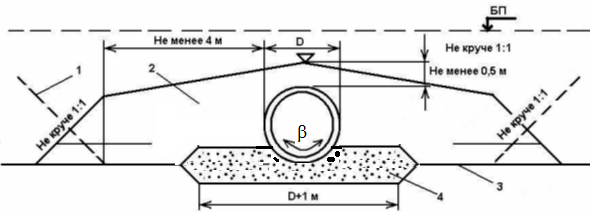 БП
Не менее 4 м
D
Не круче 1:1
1
2
Не менее 0,5 м
Не круче 1:1
β
Не круче 1:1
4
3
D+1 м